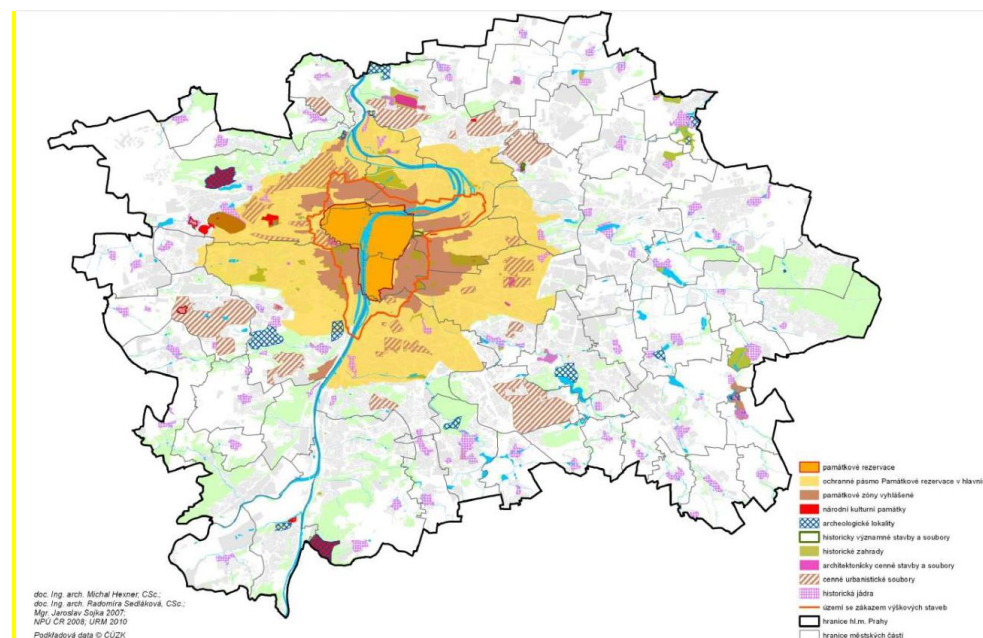 památkové rezervace
ochranné pásmo Památkové rezervace v hlavní
památkové zóny vyhlášené
národní kulturní památky
archeologické lokality
historicky významné stavby a soubory
historické zahrady
architektonicky cenné stavby a soubory
cenné urbanistické soubory
historická jádra
území se zákazem výškových staveb
hranice hl.m. Prahy
hranice městských částí
doc. Ing. arch. Michal Hexner, CSc.;
doc. Ing. arch. Radomíra Sedláková, CSc.;
Mgr. Jaroslav Sojka 2007;
NPÚ ČR 2008; URM 2010
Podkladová data © ČÚZK